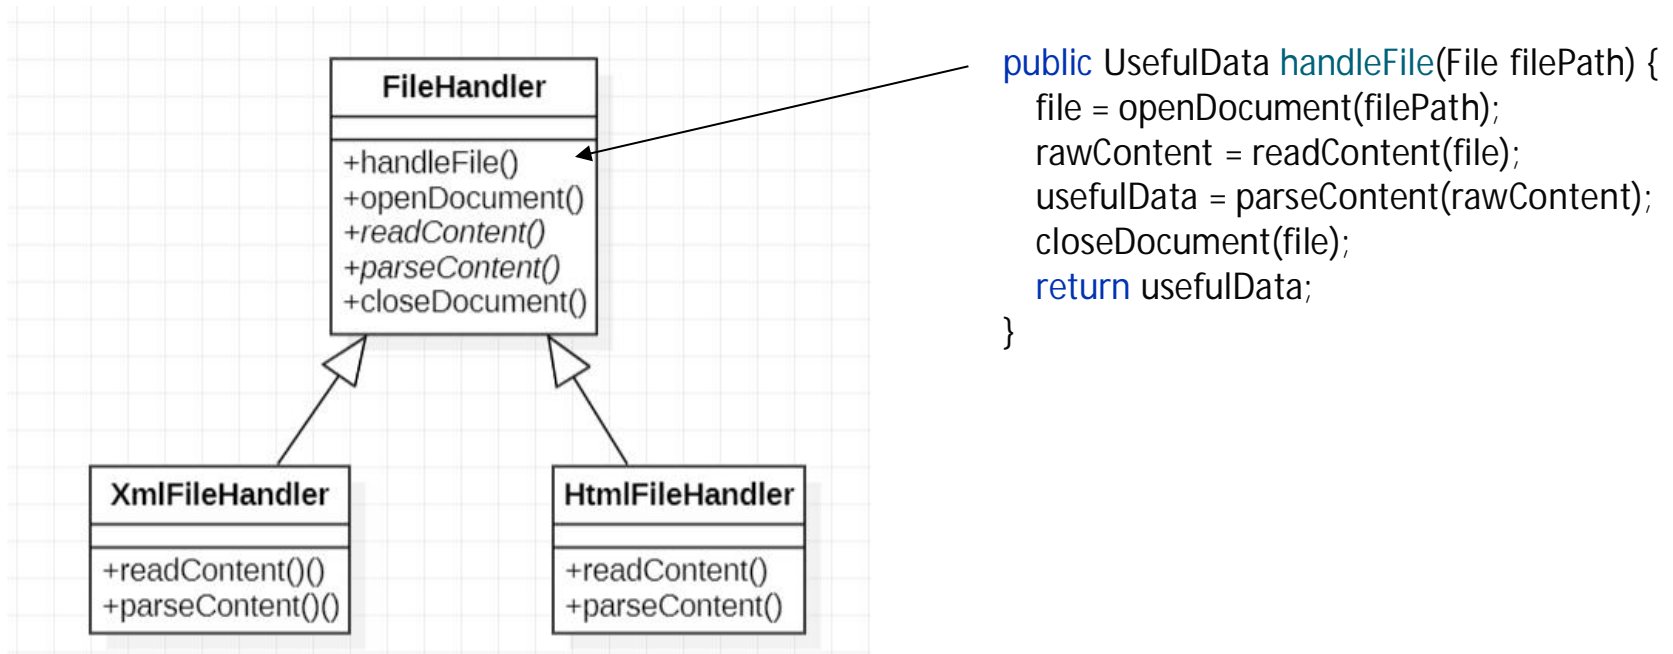 FileHandler
+handleFile()
+openDocument()
+readContent()
+parseContent()
+closeDocument()
XmlFileHandler
+readContent()()
+parseContent()()
HtmlFileHandler
+readContent()
+parseContent()
public UsefulData handleFile(File filePath) {
file = openDocument(filePath);
rawContent = readContent(file);
usefulData = parseContent(rawContent);
closeDocument(file);
return usefulData;
}